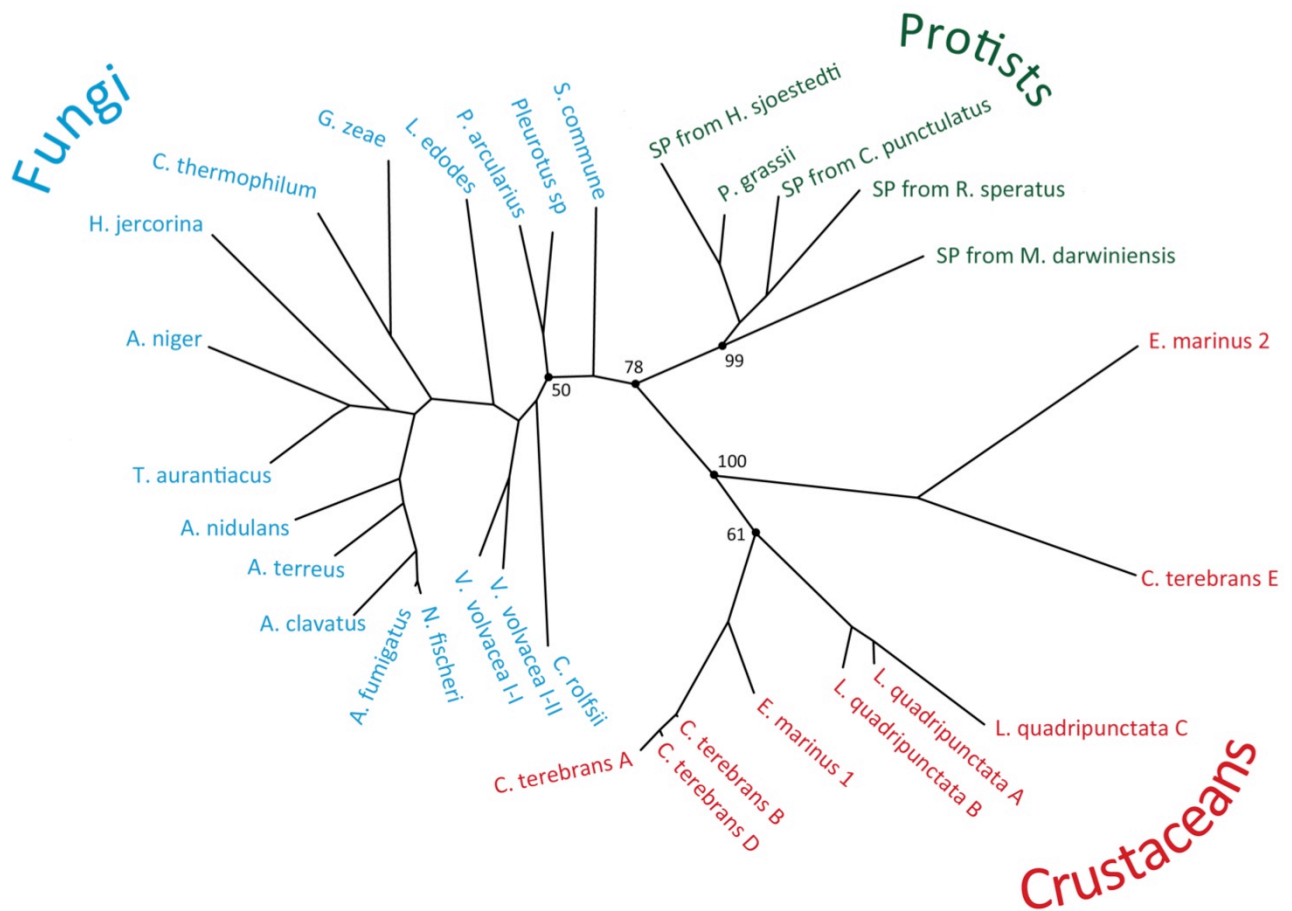 Fungi
Protists
Crustaceans
G. zeae
L. edodes
P. arcularius
Pleurotus sp
S. commune
C. thermophilum
H. jercorina
A. niger
T. aurantiacus
A. nidulans
A. terreus
A. clavatus
A. fumigatus
N. fischeri
V. volvacea I-I
V. volvacea I-II
C. rolfsii
SP from H. sjoestedti
P. grassii
SP from C. punctulatus
SP from R. speratus
SP from M. darwiniensis
50
78
99
100
61
E. marinus 2
C. terebrans E
L. quadripunctata C
L. quadripunctata A
L. quadripunctata B
E. marinus 1
C. terebrans B
C. terebrans D
C. terebrans A